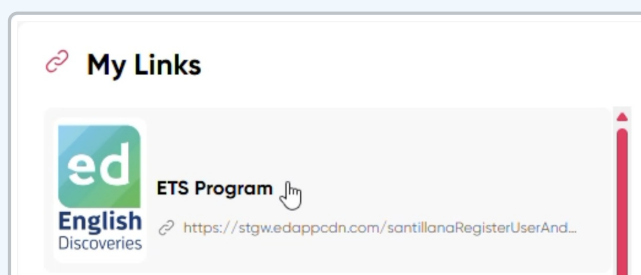 My Links
ed
English
Discoveries
ETS Program
https://stgw.edappcdn.com/santillanaRegisterUserAnd...